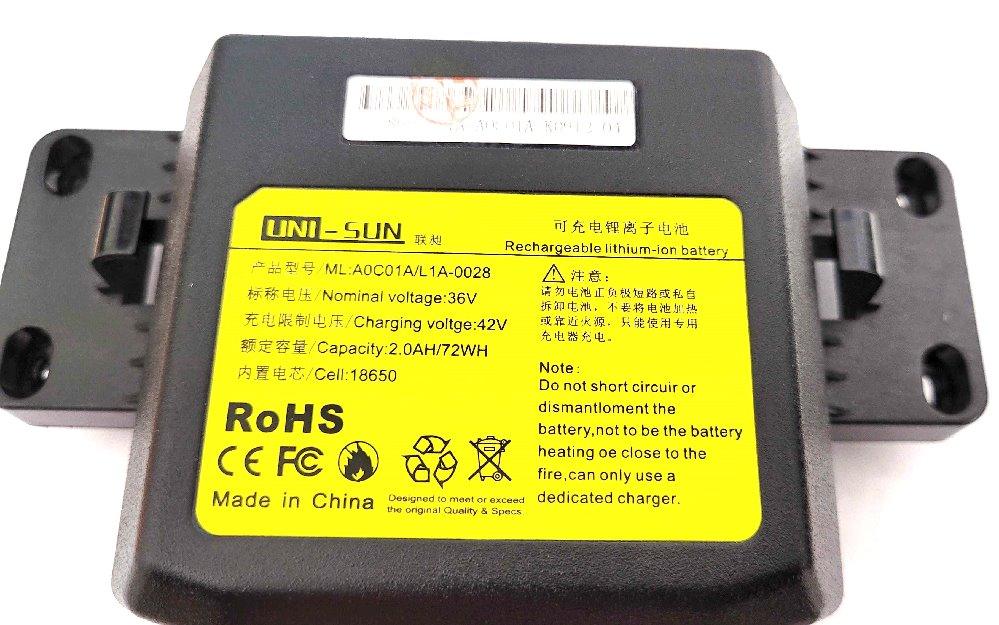 A0C01A
UNI-SUN 联昶
可充电锂离子电池
Rechargeable lithium-ion battery
产品型号/ML:A0C01A/L1A-0028
标称电压/Nominal voltage:36V
充电限制电压/Charging voltge:42V
额定容量/Capacity:2.0AH/72WH
内置电芯/Cell:18650
RoHS
CE FC
Made in China
Designed to meet or exceed
the original Quality & Specs
注意:
请勿电池正负极短路或私自
拆卸电池，不要将电池加热
或靠近火源，只能使用专用
充电器充电。
Note:
Do not short circuir or
dismantloment the
battery,not to be the battery
heating oe close to the
fire,can only use a
dedicated charger.